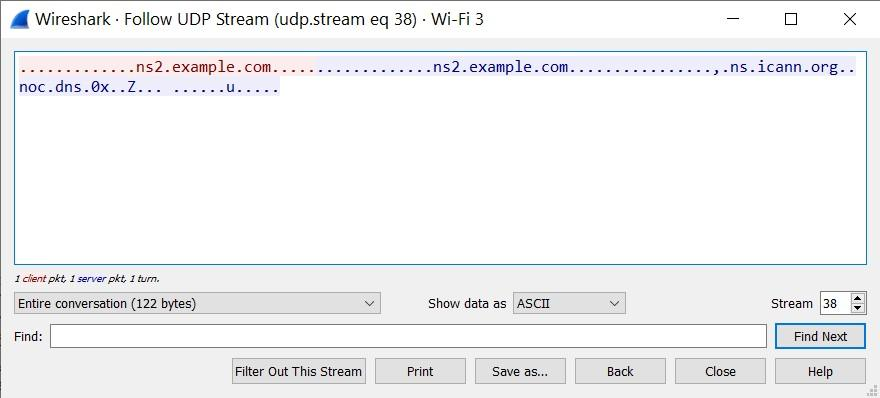 Wireshark · Follow UDP Stream (udp.stream eq 38) · Wi-Fi 3
.............ns2.example.com..................ns2.example.com................,.ns.icann.org..
noc.dns.0x..Z... ......u.....
1 client pkt, 1 server pkt, 1 turn.
Entire conversation (122 bytes) Show data as ASCII Stream 38
Find: Find Next
Filter Out This Stream Print Save as... Back Close Help